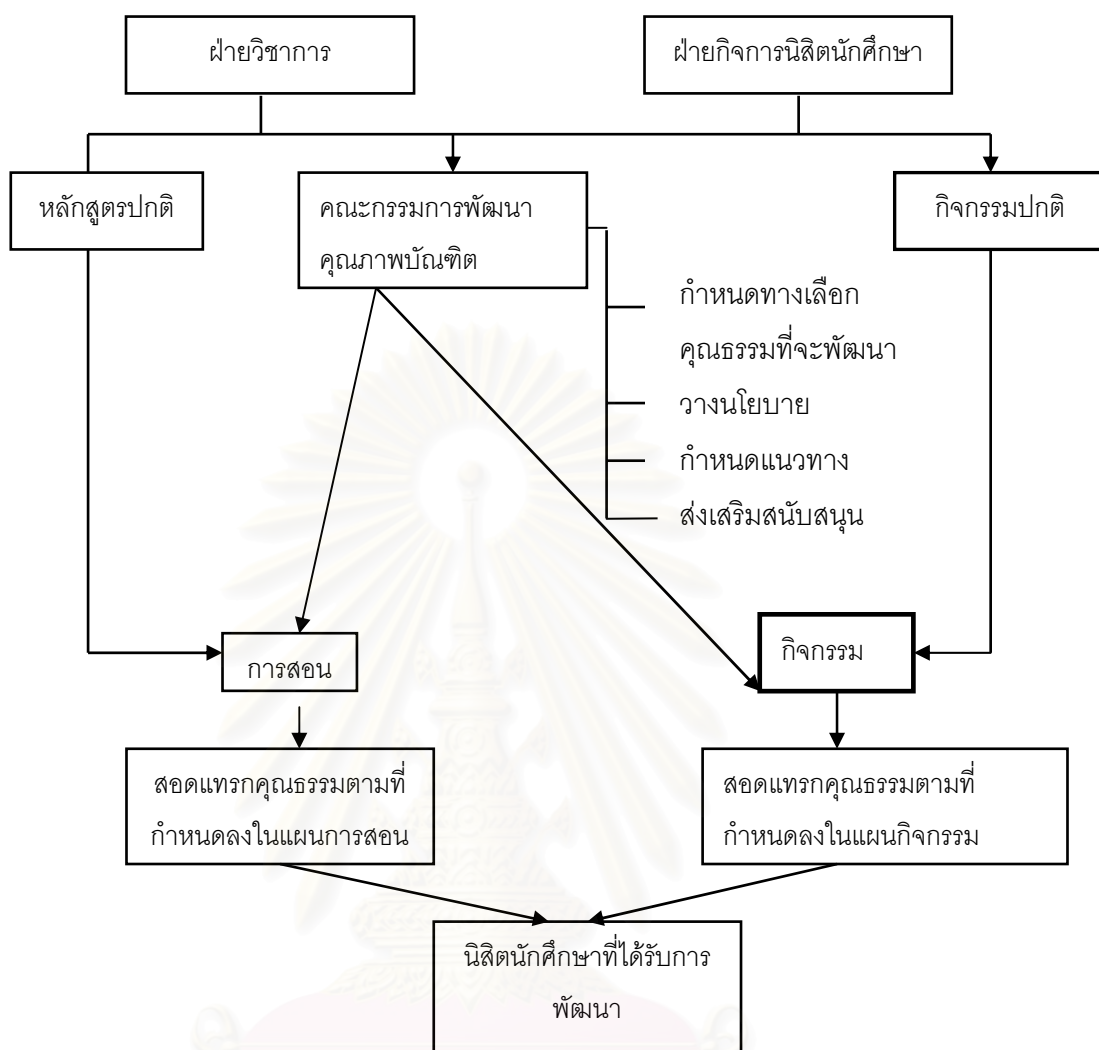 ฝ่ายวิชาการ
ฝ่ายกิจการนิสิตนักศึกษา
หลักสูตรปกติ
คณะกรรมการพัฒนา
คุณภาพบัณฑิต
กิจกรรมปกติ
กำหนดทางเลือก
คุณธรรมที่จะพัฒนา
วางนโยบาย
กำหนดแนวทาง
ส่งเสริมสนับสนุน
การสอน
กิจกรรม
สอดแทรกคุณธรรมตามที่
กำหนดลงในแผนการสอน
สอดแทรกคุณธรรมตามที่
กำหนดลงในแผนกิจกรรม
นิสิตนักศึกษาที่ได้รับการ
พัฒนา